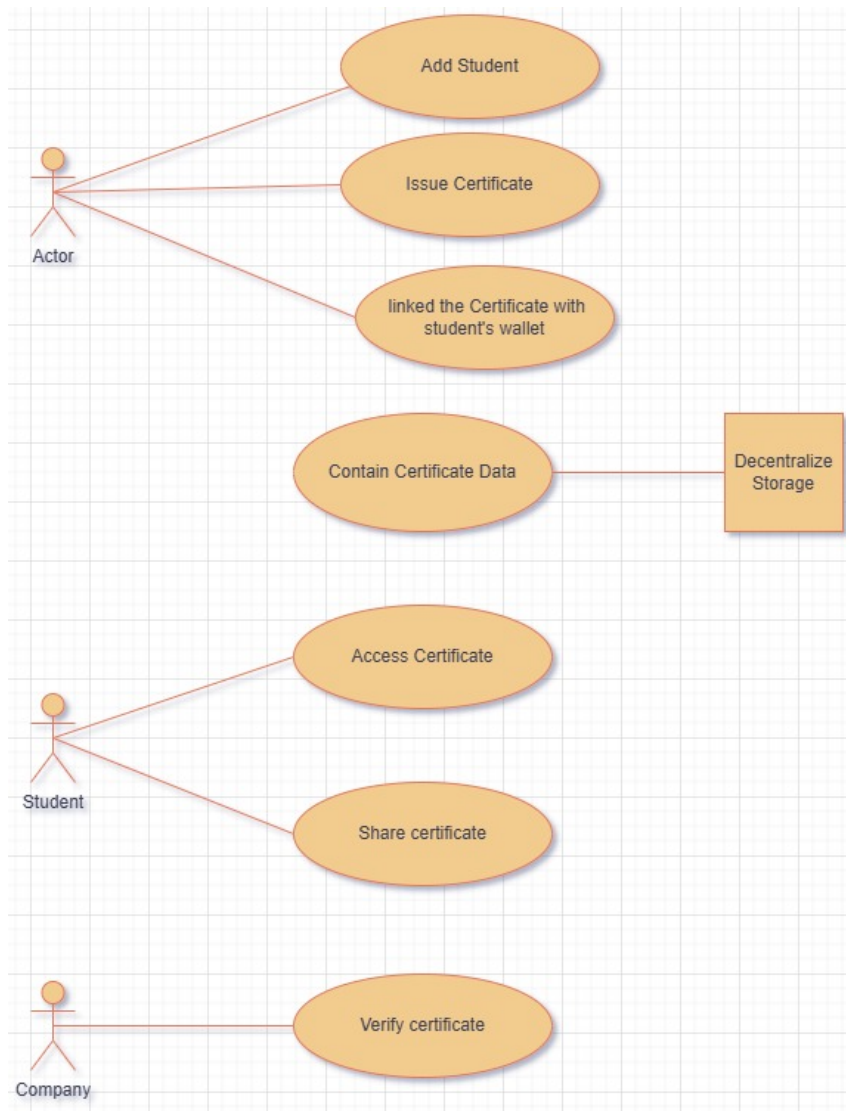 Add Student
Issue Certificate
Actor
linked the Certificate with
student's wallet
Contain Certificate Data
Decentralize
Storage
Access Certificate
Student
Share certificate
Verify certificate
Company